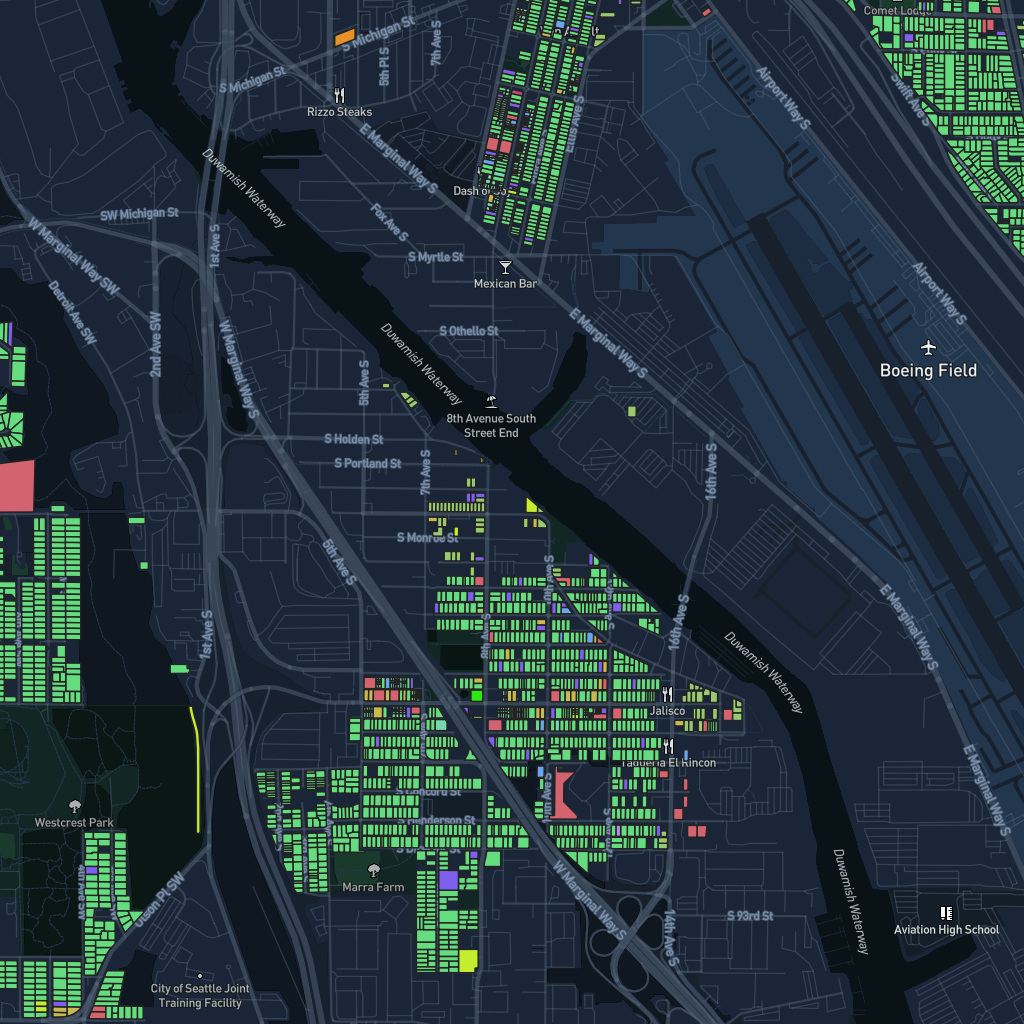 Comet Lodge
S Michigan St
7th Ave S
5th Pl S
S Michigan St
Airport Way S
Swift Ave S
Rizzo Steaks
Ellis Ave S
E Marginal Way S
Duwamish Waterway
SW Michigan St
W Marginal Way SW
1st Ave S
Fox Ave S
S Myrtle St
Mexican Bar
Airport Way S
Detroit Ave SW
2nd Ave SW
W Marginal Way S
S Othello St
E Marginal Way S
Duwamish Waterway
Boeing Field
5th Ave S
8th Avenue South
Street End
S Holden St
S Portland St
7th Ave S
16th Ave S
S Monroe St
5th Ave S
E Marginal Way S
1st Ave S
8th Ave S
16th Ave S
Duwamish Waterway
Jalisco
Taqueria El Rincon
E Marginal Way S
S Concord St
Westcrest Park
S Henderson St
Marra Farm
Duwamish Waterway
W Marginal Way S
14th Ave S
S 93rd St
Aviation High School
City of Seattle Joint
Training Facility